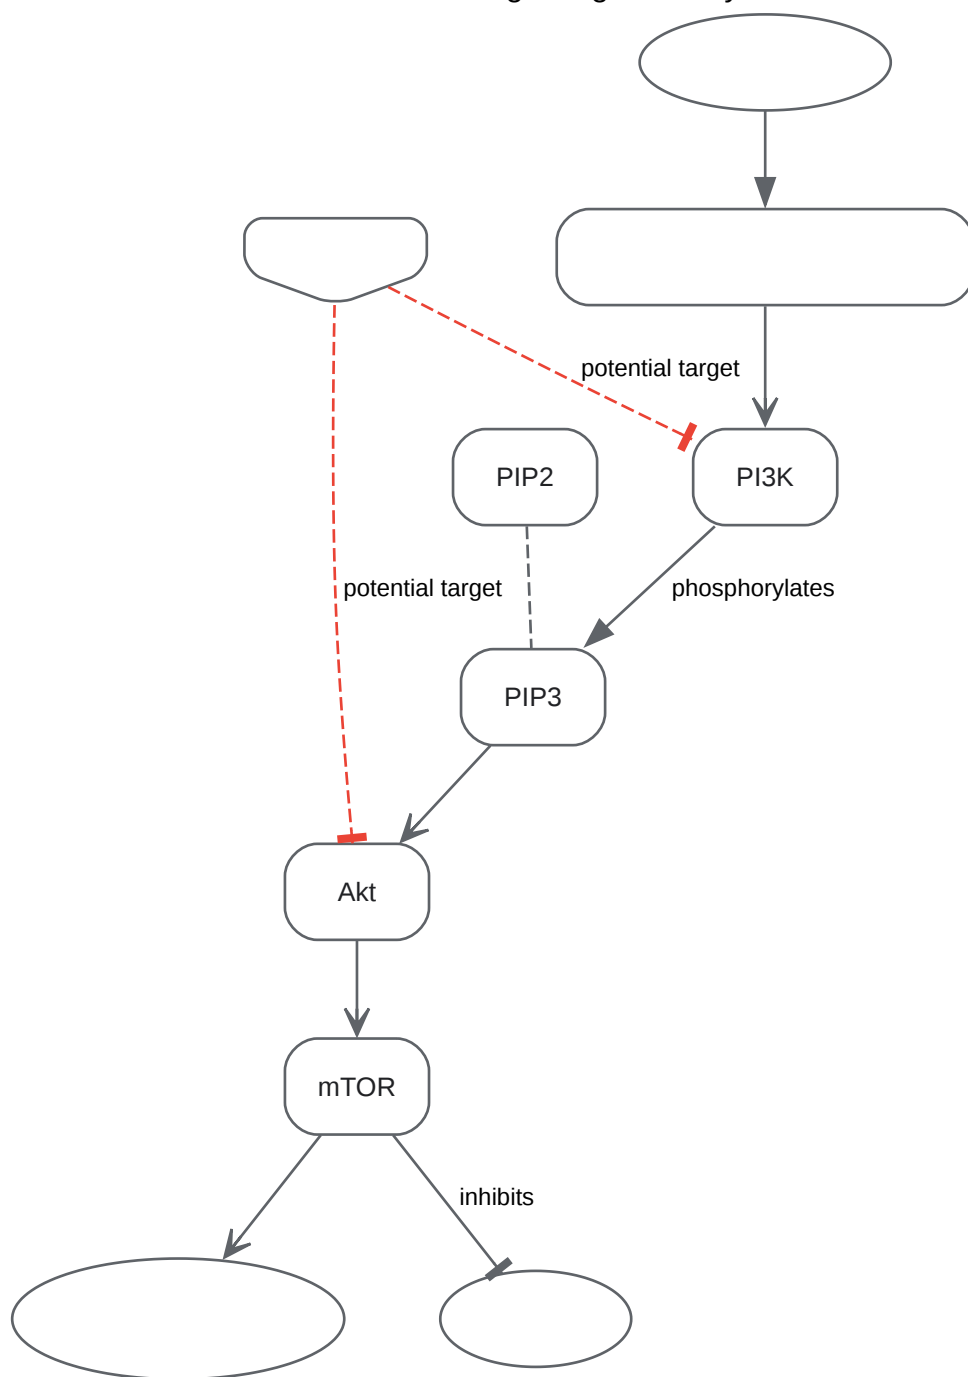 potential target
PIP2
PI3K
potential target
phosphorylates
PIP3
Akt
mTOR
inhibits